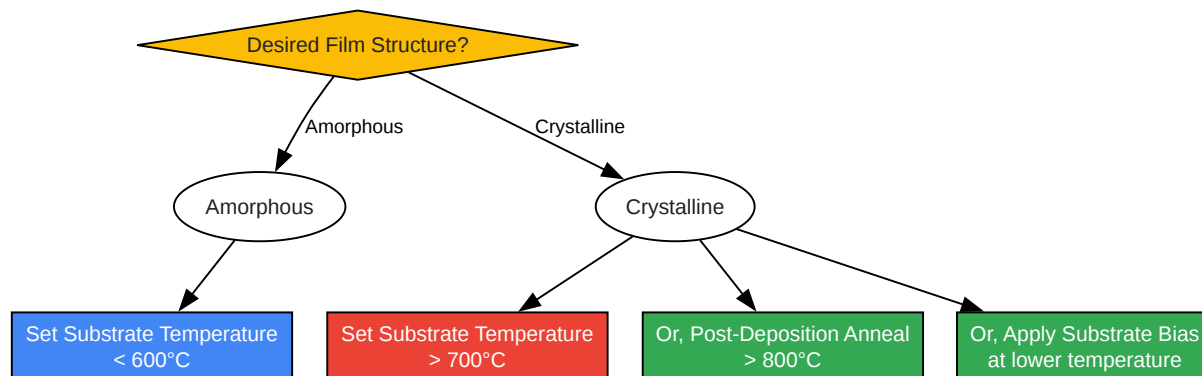 Desired Film Structure?
Amorphous
Crystalline
Amorphous
Crystalline
Set Substrate Temperature
< 600°C
Set Substrate Temperature
> 700°C
Or, Post-Deposition Anneal
> 800°C
Or, Apply Substrate Bias
at lower temperature